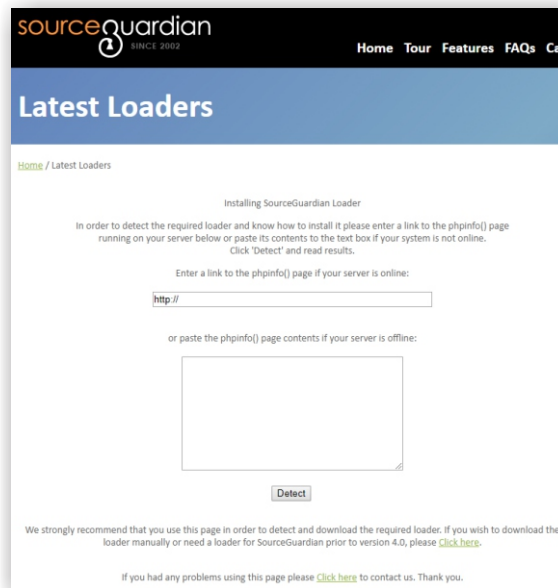 sourceguardian
SINCE 2002
Home Tour Features FAQs
Latest Loaders
Home / Latest Loaders
Installing SourceGuardian Loader
In order to detect the required loader and know how to install it please enter a link to the phpinfo() page
running on your server below or paste its contents to the text box if your system is not online.
Click 'Detect' and read results.
Enter a link to the phpinfo() page if your server is online:
http://
or paste the phpinfo() page contents if your server is offline:
Detect
We strongly recommend that you use this page in order to detect and download the required loader. If you wish to download the
loader manually or need a loader for SourceGuardian prior to version 4.0, please Click here.
If you had any problems using this page please Click here to contact us. Thank you.